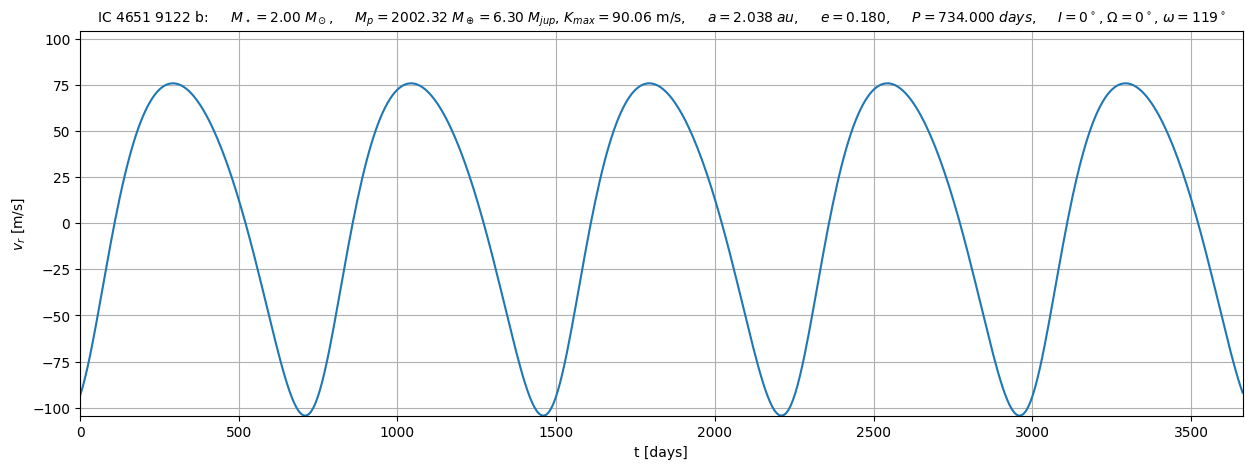 IC 4651 9122 b: M⋆ = 2.00 M⊙, Mp = 2002.32 M⊕ = 6.30 Mjup, Kmax = 90.06 m/s, a = 2.038 au, e = 0.180, P = 734.000 days, I = 0°, Ω = 0°, ω = 119°
100
75
50
25
0
−25
−50
−75
−100
vr [m/s]
0 500 1000 1500 2000 2500 3000 3500
t [days]